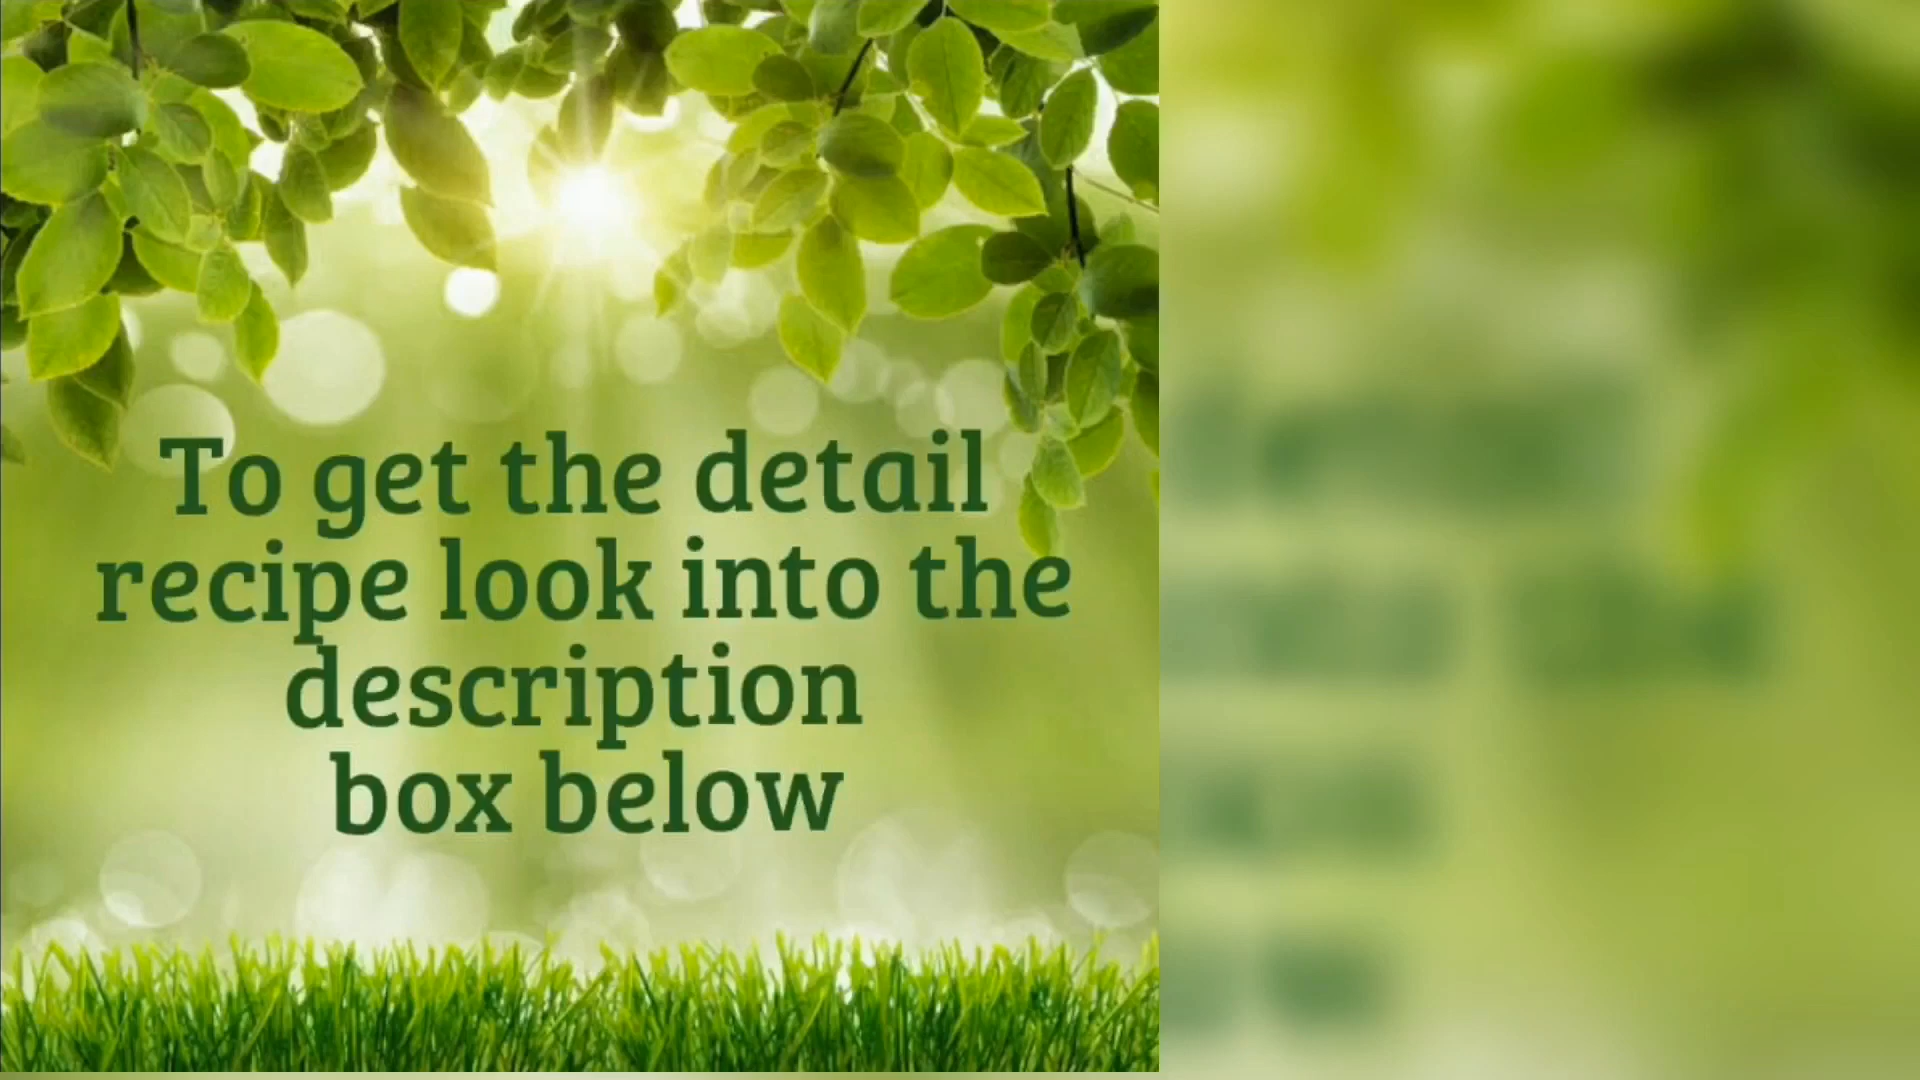 To get the detail
recipe look into the
description
box below